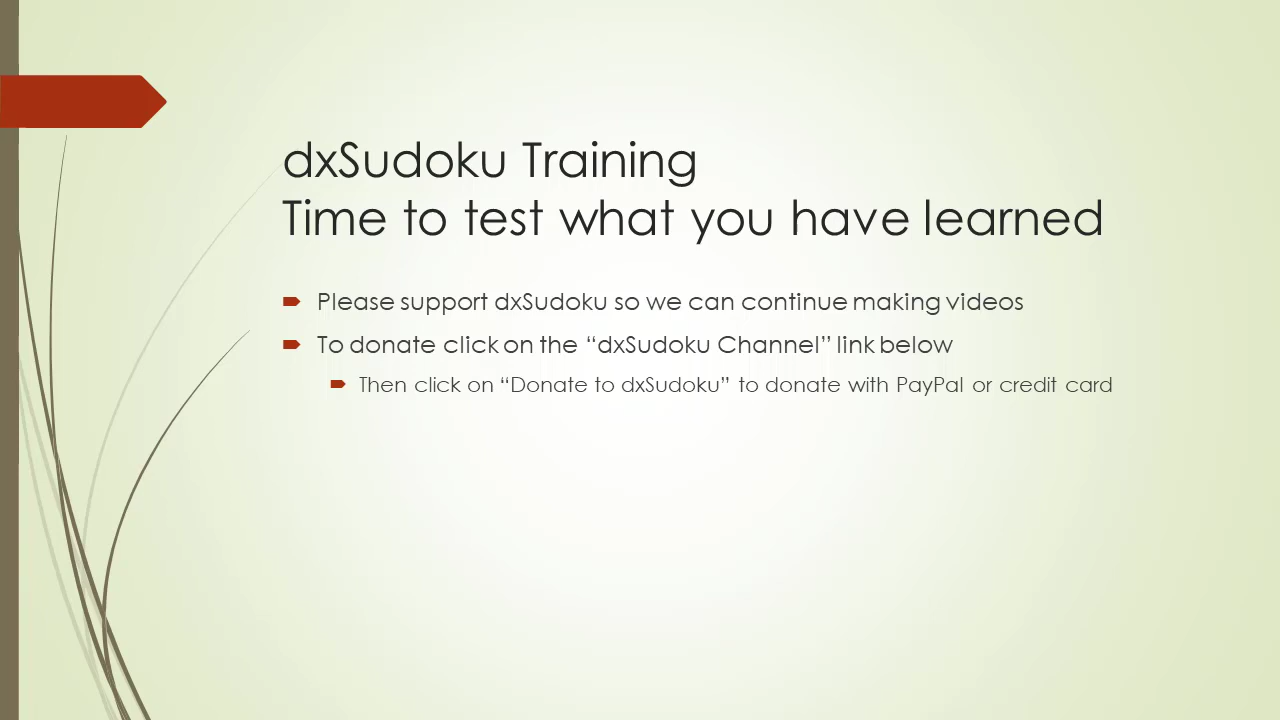 dxSudoku Training
Time to test what you have learned
Please support dxSudoku so we can continue making videos
To donate click on the “dxSudoku Channel” link below
Then click on “Donate to dxSudoku” to donate with PayPal or credit card